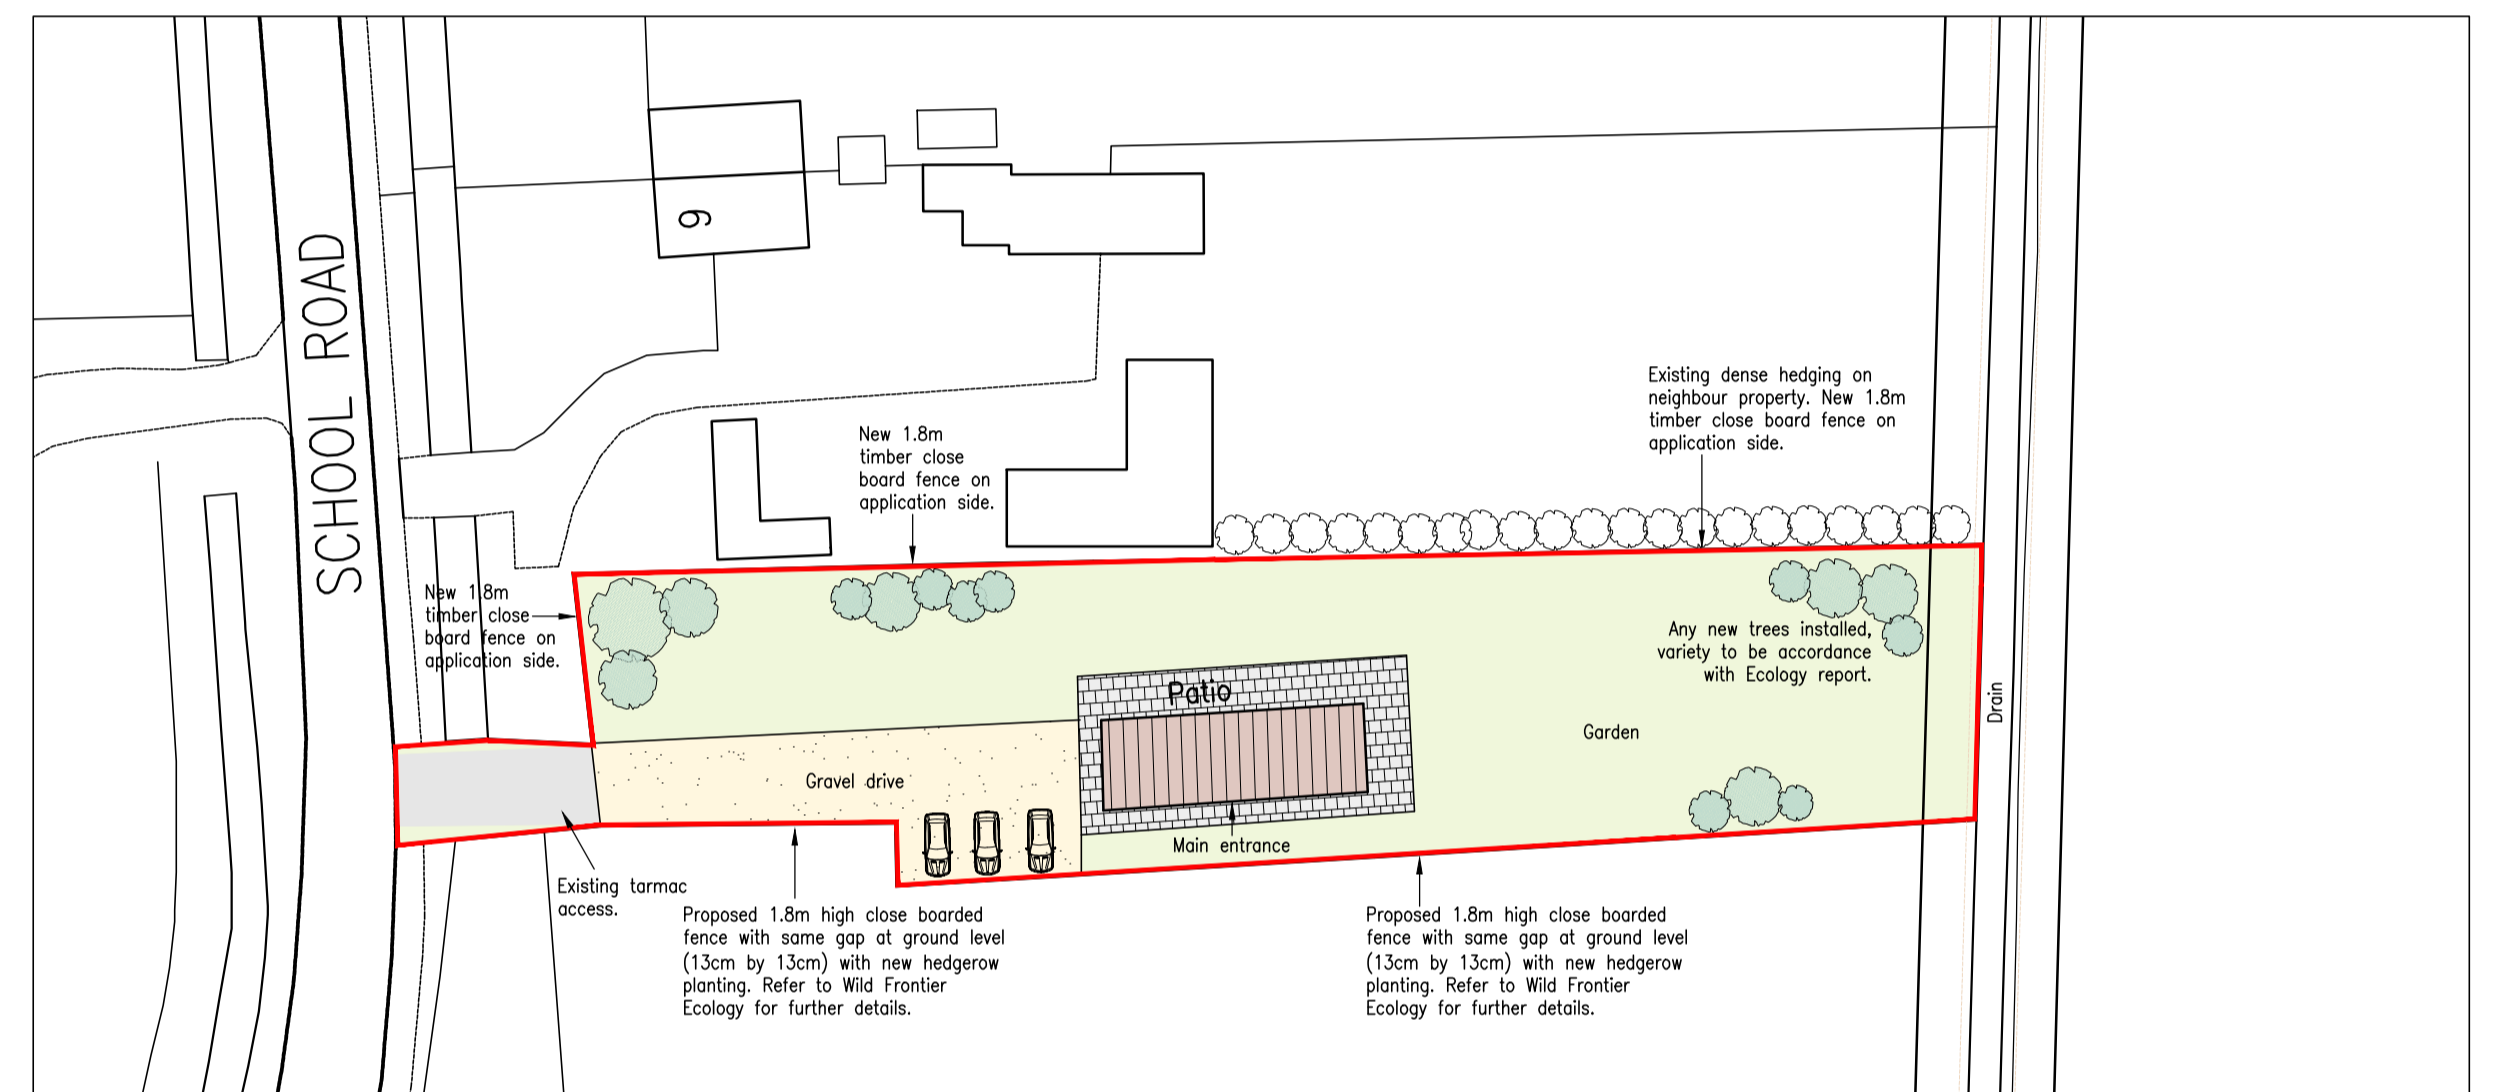 9
SCHOOL ROAD
Existing dense hedging on
neighbour property. New 1.8m
timber close board fence on
application side.
New 1.8m
timber close
board fence on
application side.
New 1.8m
timber close
board fence on
application side.
Any new trees installed,
variety to be accordance
with Ecology report.
Patio
Drain
Garden
Gravel drive
Main entrance
Existing tarmac
access.
Proposed 1.8m high close boarded
fence with same gap at ground level
(13cm by 13cm) with new hedgerow
planting. Refer to Wild Frontier
Ecology for further details.
Proposed 1.8m high close boarded
fence with same gap at ground level
(13cm by 13cm) with new hedgerow
planting. Refer to Wild Frontier
Ecology for further details.